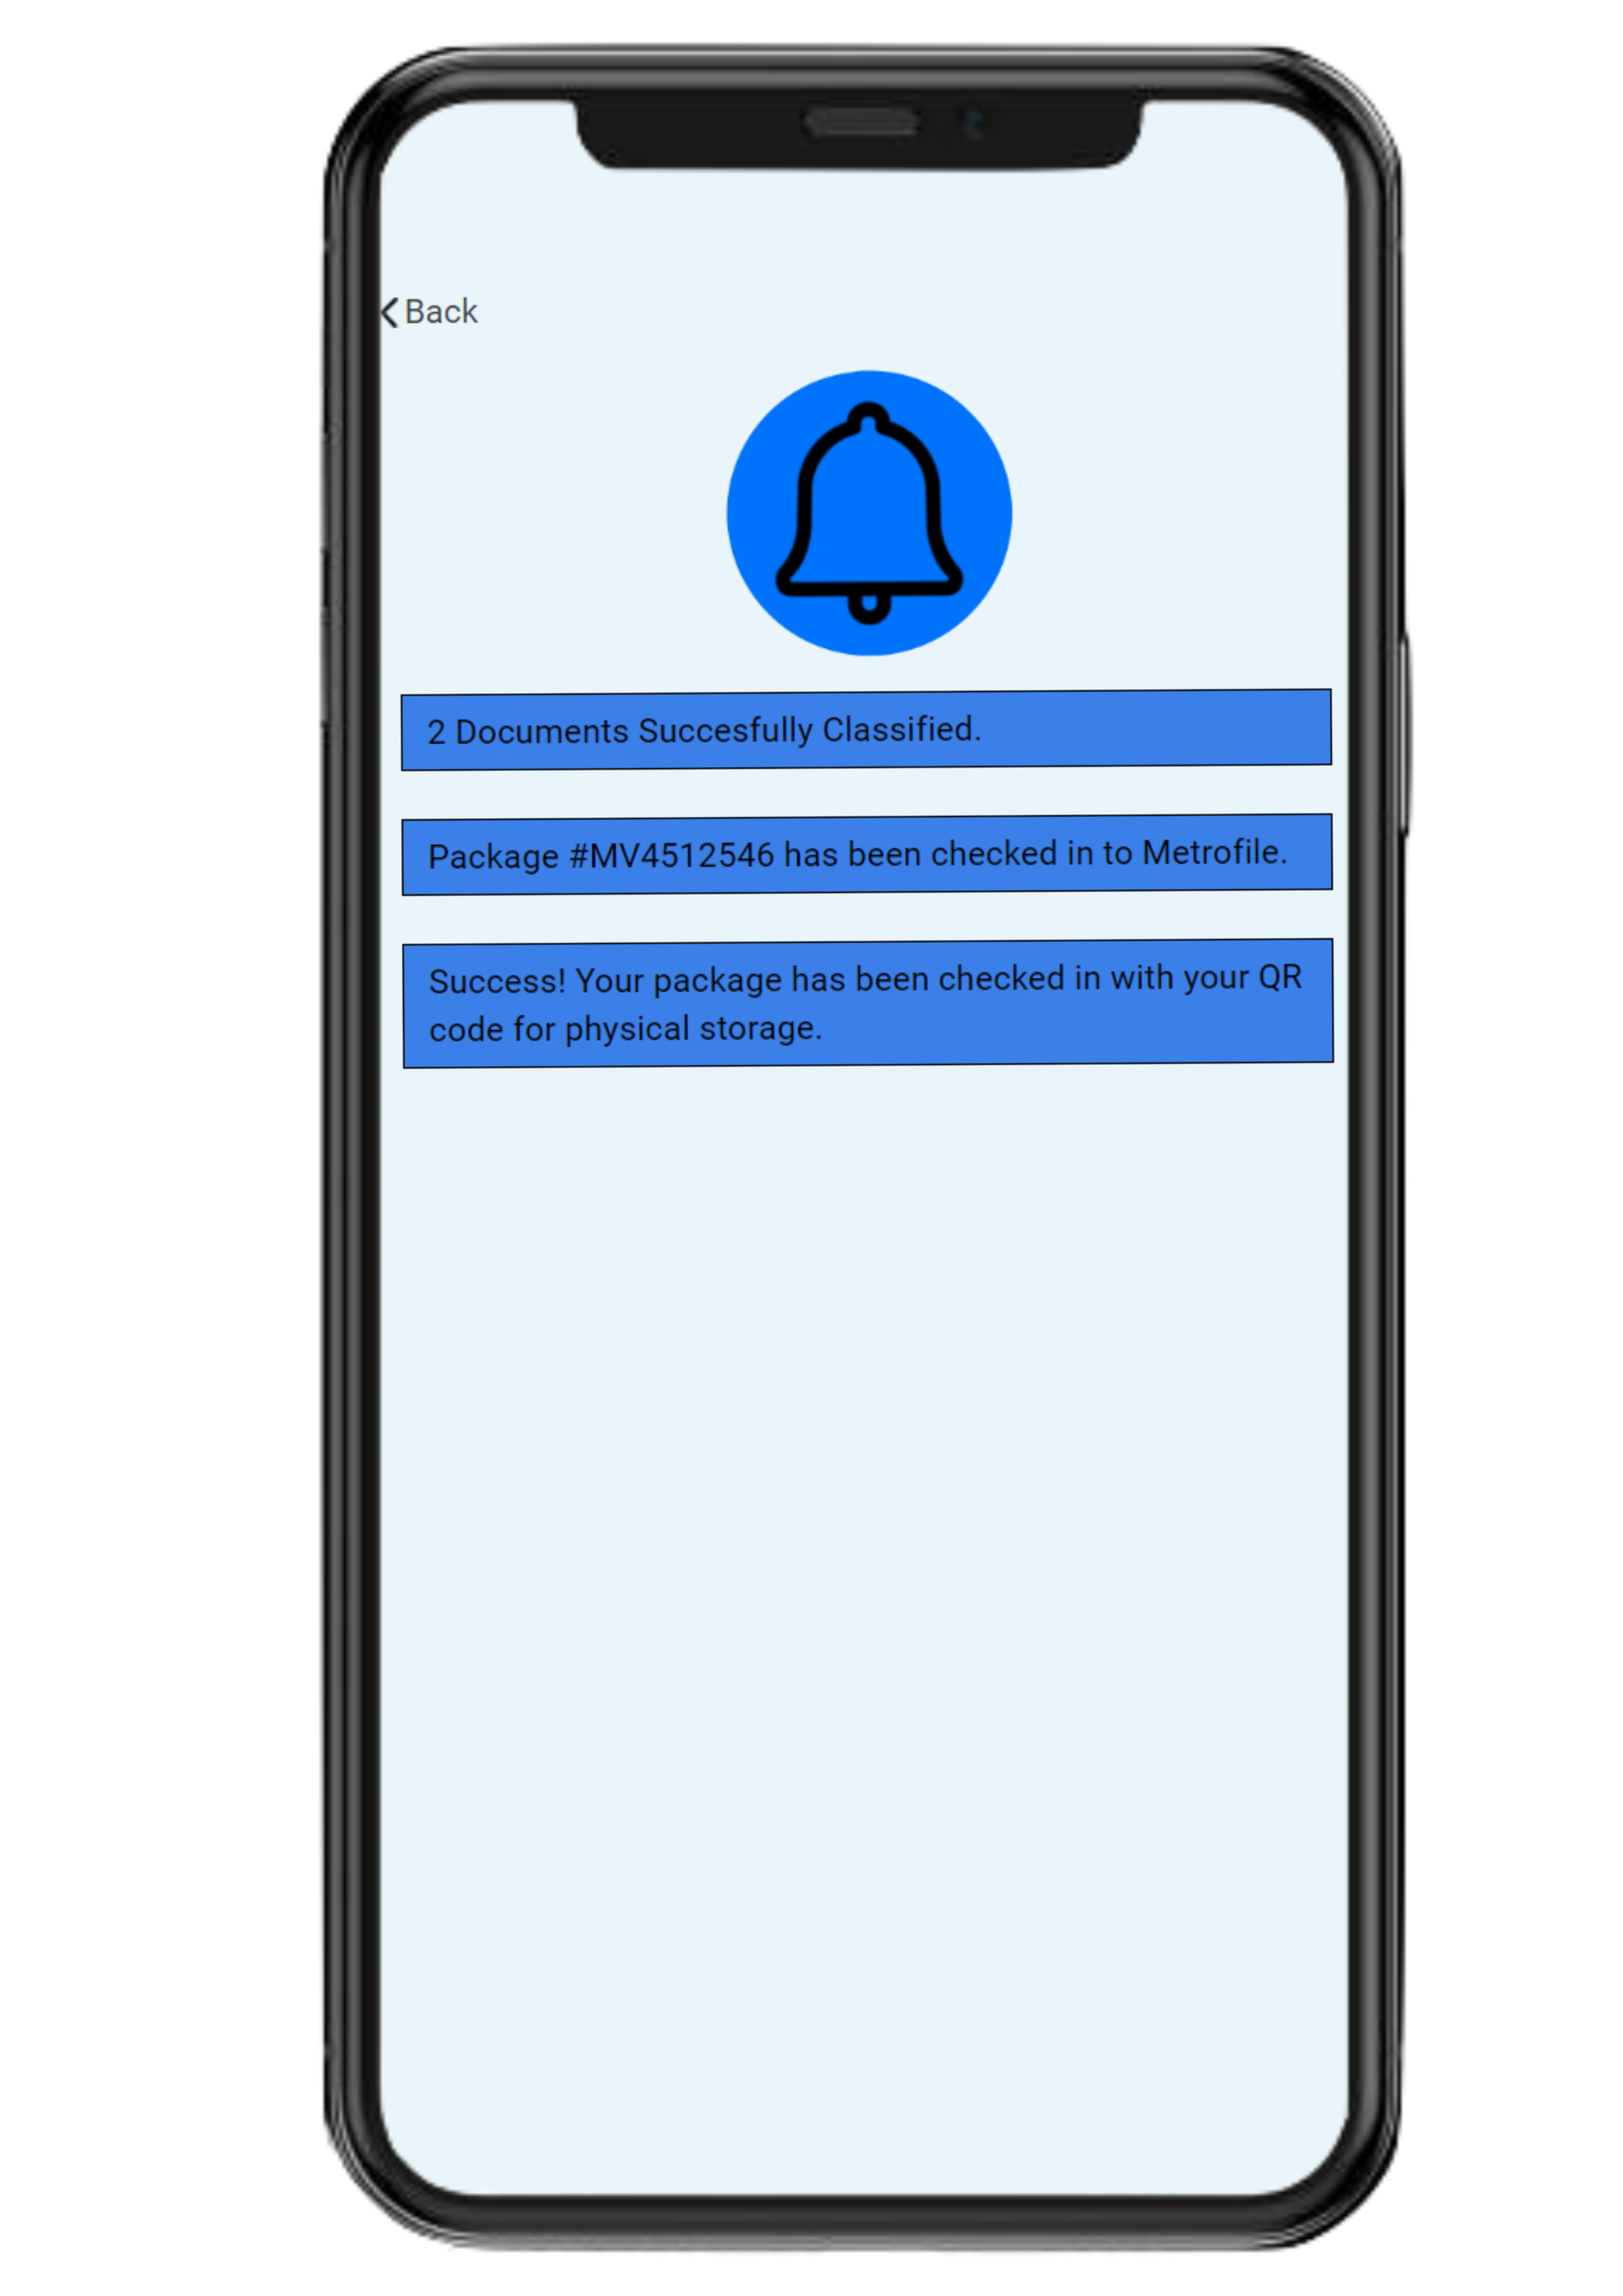 Back
2 Documents Succesfully Classified.
Package #MV4512546 has been checked in to Metrofile.
Success! Your package has been checked in with your QR
code for physical storage.